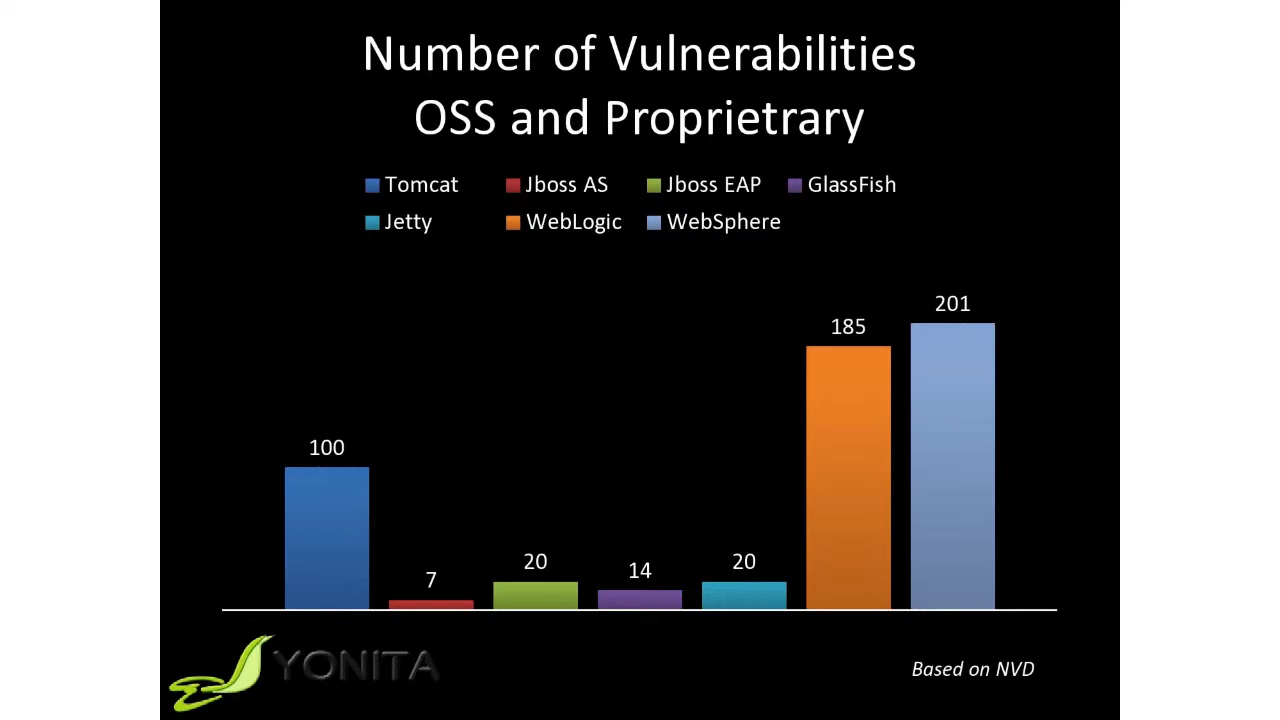 Number of Vulnerabilities
OSS and Proprietrary
Tomcat Jboss AS Jboss EAP GlassFish
Jetty WebLogic WebSphere
201
185
100
20 20
14
7
YONITA
Based on NVD